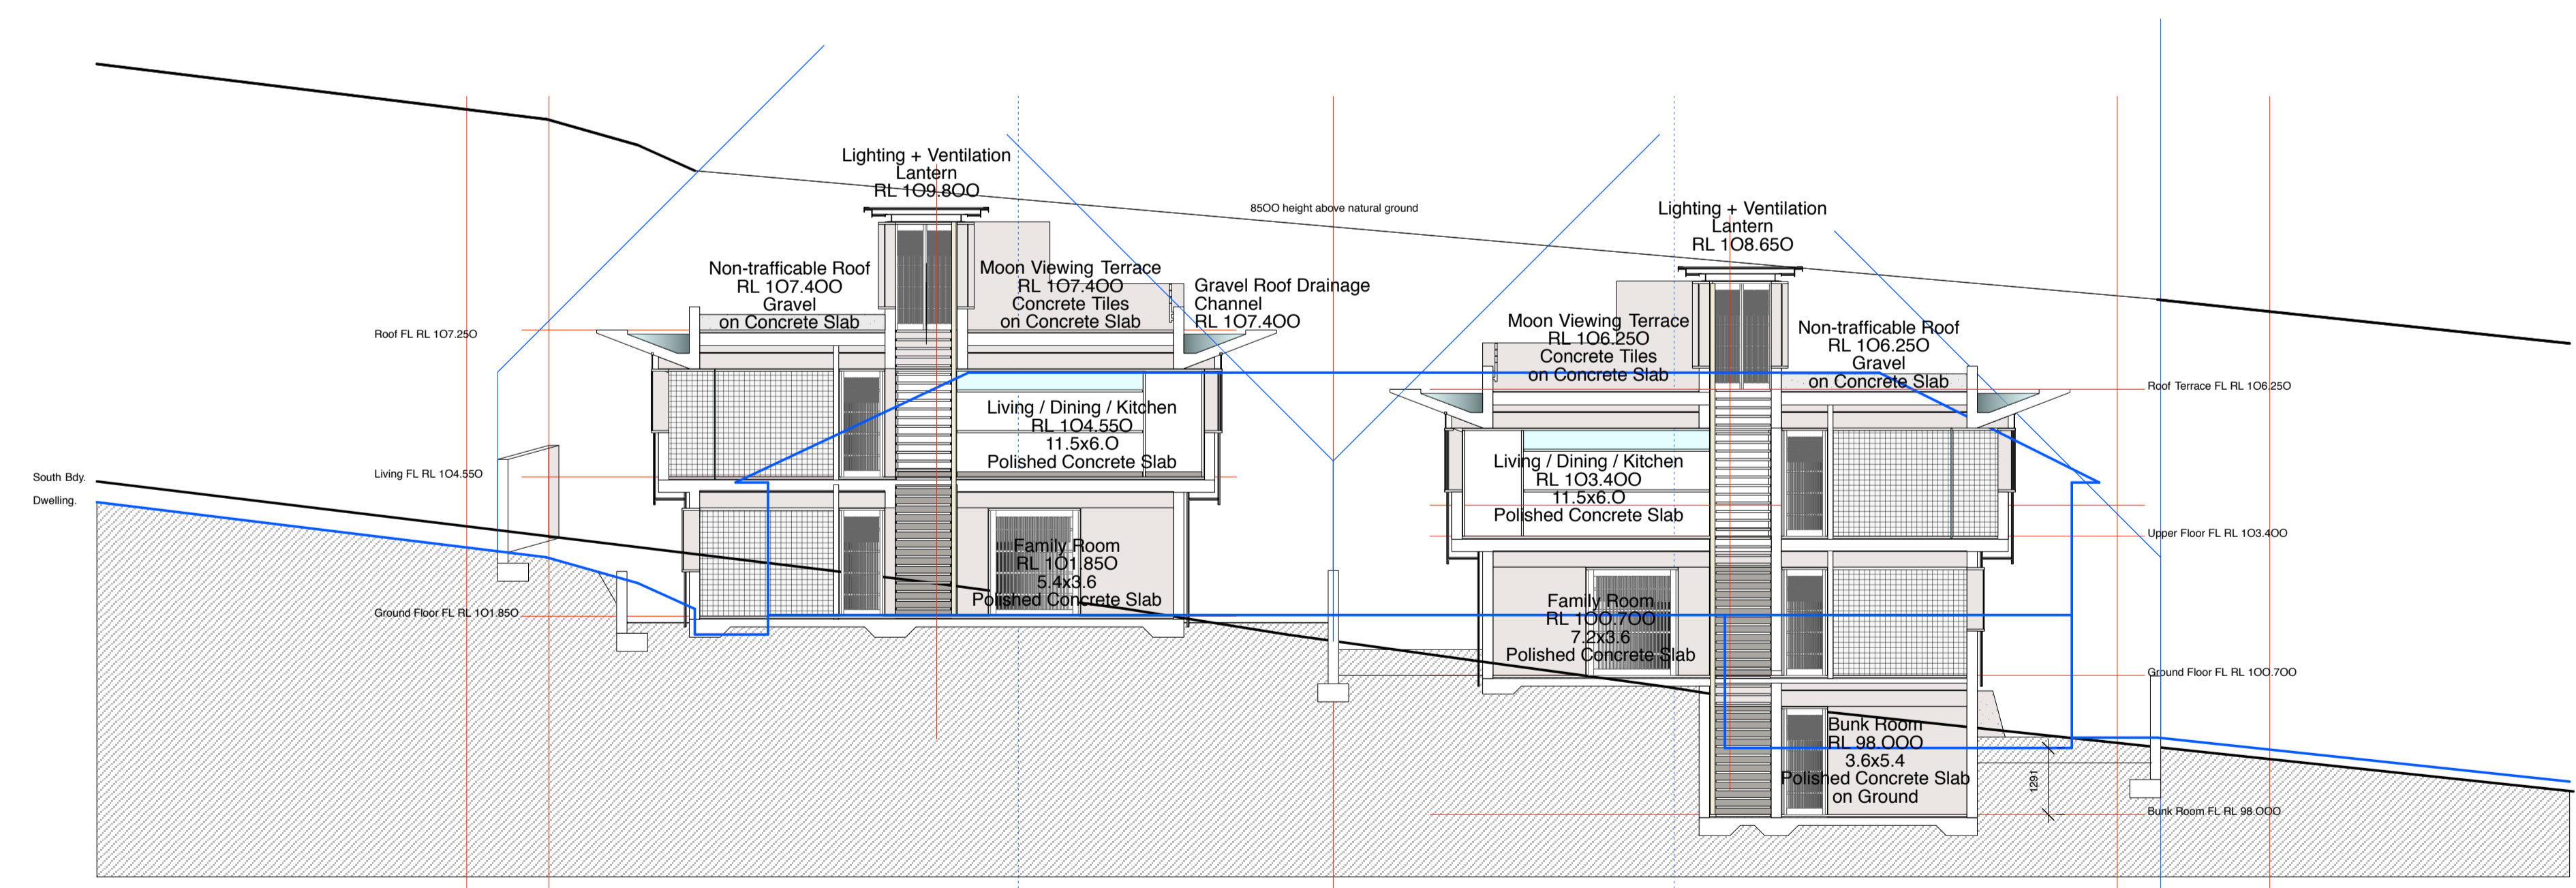 Lighting + Ventilation
Lantern
RL 109.800
8500 height above natural ground
Lighting + Ventilation
Lantern
RL 108.650
Non-trafficable Roof
RL 107.400
Gravel
on Concrete Slab
Moon Viewing Terrace
RL 107.400
Concrete Tiles
on Concrete Slab
Gravel Roof Drainage
Channel
RL 107.400
Moon Viewing Terrace
RL 106.250
Concrete Tiles
on Concrete Slab
Non-trafficable Roof
RL 106.250
Gravel
on Concrete Slab
Roof FL RL 107.250
Roof Terrace FL RL 106.250
Living / Dining / Kitchen
RL 104.550
11.5x6.0
Polished Concrete Slab
Living / Dining / Kitchen
RL 103.400
11.5x6.0
Polished Concrete Slab
Living FL RL 104.550
South Bdy.
Dwelling.
Upper Floor FL RL 103.400
Family Room
RL 101.850
5.4x3.6
Polished Concrete Slab
Ground Floor FL RL 101.850
Family Room
RL 100.700
7.2x3.6
Polished Concrete Slab
Ground Floor FL RL 100.700
Bunk Room
RL 98.000
3.6x5.4
Polished Concrete Slab
on Ground
12291
Bunk Room FL RL 98.000